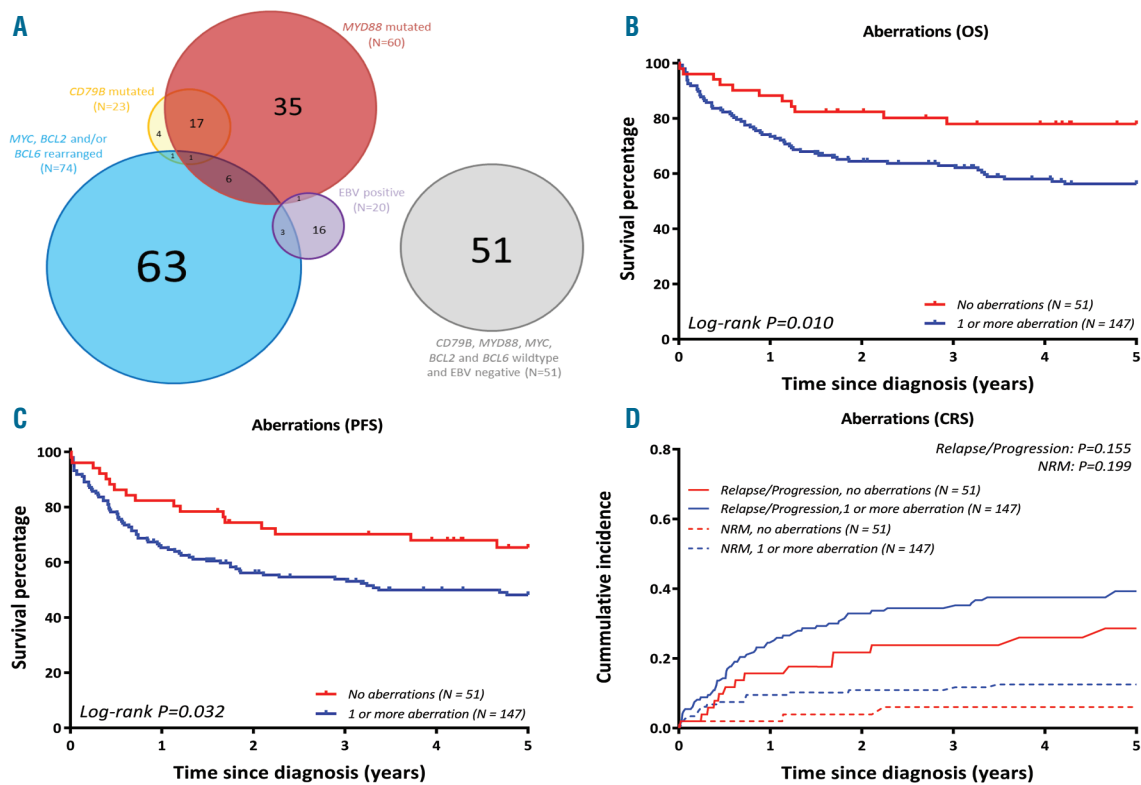 A
MYD88 mutated
(N=60)
CD79B mutated
(N=23)
MYC, BCL2 and/or
BCL6 rearranged
(N=74)
35
17
4
1
1
6
1
EBV positive
(N=20)
3
16
63
51
CD79B, MYD88, MYC,
BCL2 and BCL6 wildtype
and EBV negative (N=51)
B
Aberrations (OS)
Survival percentage
100
80
60
40
20
0
No aberrations (N = 51)
1 or more aberration (N = 147)
Log-rank P=0.010
0 1 2 3 4 5
Time since diagnosis (years)
C
Aberrations (PFS)
Survival percentage
100
80
60
40
20
0
No aberrations (N = 51)
1 or more aberration (N = 147)
Log-rank P=0.032
0 1 2 3 4 5
Time since diagnosis (years)
D
Aberrations (CRS)
Cummulative incidence
0.8
0.6
0.4
0.2
0.0
Relapse/Progression: P=0.155
NRM: P=0.199
Relapse/Progression, no aberrations (N = 51)
Relapse/Progression,1 or more aberration (N = 147)
NRM, no aberrations (N = 51)
NRM, 1 or more aberration (N = 147)
0 1 2 3 4 5
Time since diagnosis (years)